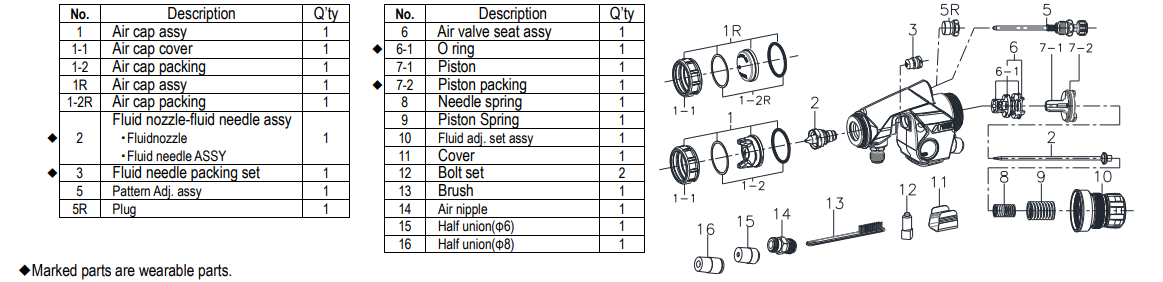 No. Description Q'ty
1 Air cap assy 1
1-1 Air cap cover 1
1-2 Air cap packing 1
1R Air cap assy 1
1-2R Air cap packing 1
◆ 2 Fluid nozzle-fluid needle assy 1
・Fluidnozzle
・Fluid needle ASSY
◆ 3 Fluid needle packing set 1
5 Pattern Adj. assy 1
5R Plug 1
No. Description Q'ty
6 Air valve seat assy 1
◆ 6-1 O ring 1
7-1 Piston 1
◆ 7-2 Piston packing 1
8 Needle spring 1
9 Piston Spring 1
10 Fluid adj. set assy 1
11 Cover 1
12 Bolt set 2
13 Brush 1
14 Air nipple 1
15 Half union(Φ6) 1
16 Half union(Φ8) 1
5R
5
3
1R
6
7-1
7-2
6-1
1-1
1-2R
2
1
2
1-1
1-2
8
9
10
11
12
13
14
15
16
◆Marked parts are wearable parts.